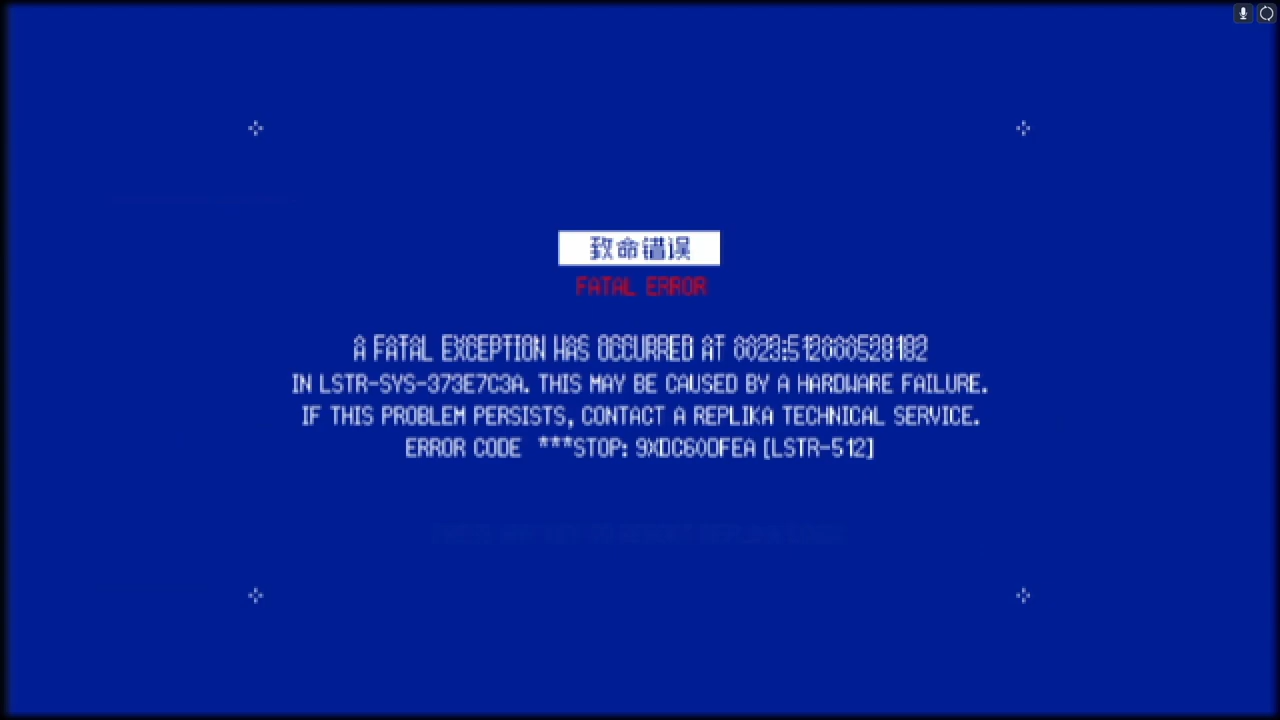 致命错误
FATAL ERROR
A FATAL EXCEPTION HAS OCCURRED AT 0023:512000528182
IN LSTR-SYS-373E7C3A. THIS MAY BE CAUSED BY A HARDWARE FAILURE.
IF THIS PROBLEM PERSISTS, CONTACT A REPLIKA TECHNICAL SERVICE.
ERROR CODE ***STOP: 9XDC600FEA [LSTR-512]